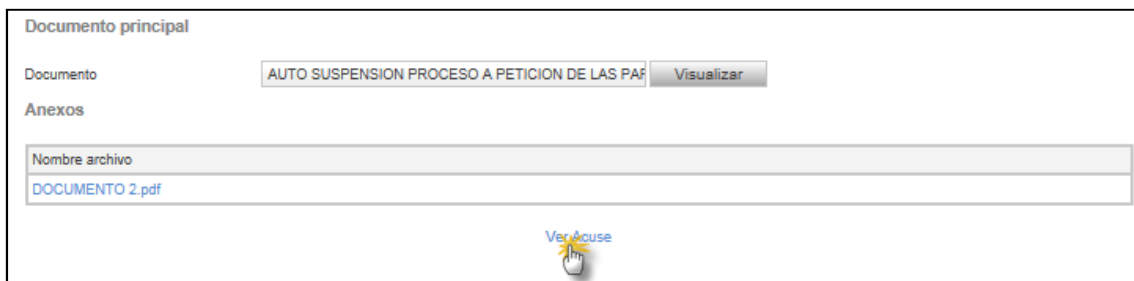 Documento principal
Documento AUTO SUSPENSION PROCESO A PETICION DE LAS PAR Visualizar
Anexos
Nombre archivo
DOCUMENTO 2.pdf
Ver Acuse